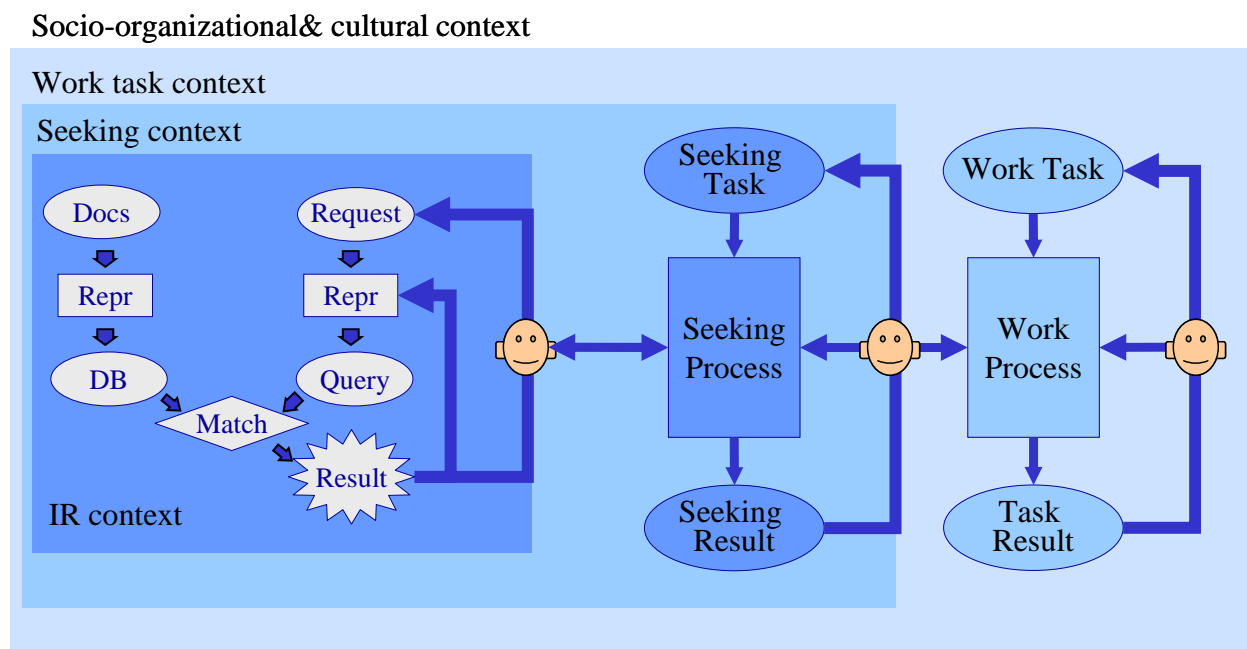 Socio-organizational& cultural context
Work task context
Seeking context
Docs
Request
Repr
Repr
DB
Query
Match
Result
IR context
Seeking
Task
Seeking
Process
Seeking
Result
Work Task
Work
Process
Task
Result